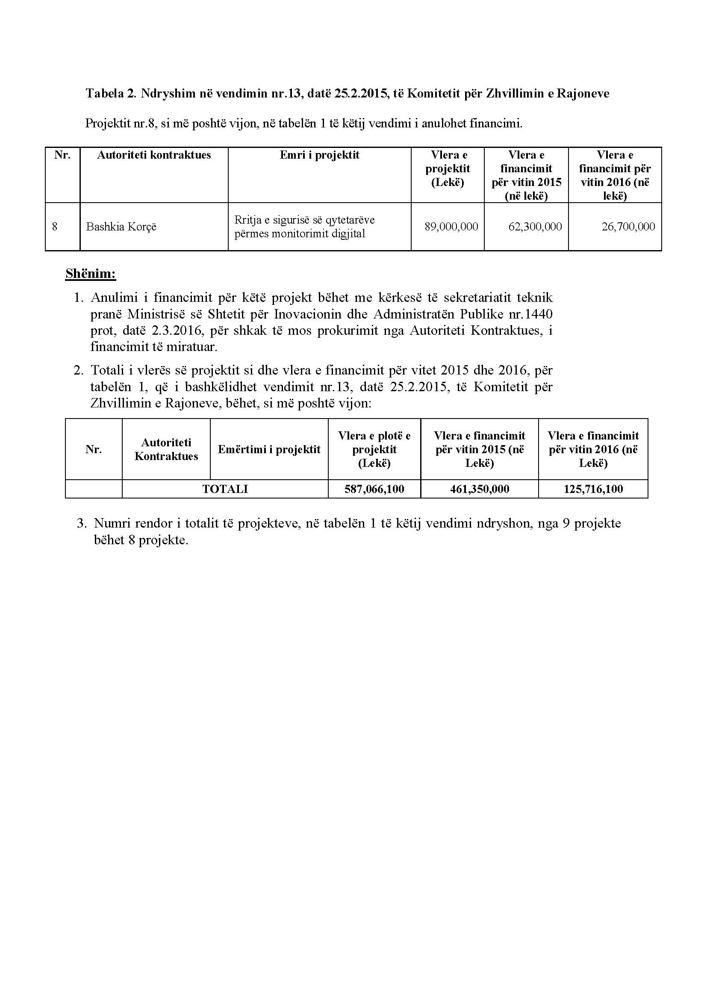 Tabela 2. Ndryshim në vendimin nr.13, datë 25.2.2015, të Komitetit për Zhvillimin e Rajoneve
Projektit nr.8, si më poshtë vijon, në tabelën 1 të këtij vendimi i anulohet financimi.
Nr.
Autoriteti kontraktues
Emri i projektit
Vlera e
projektit
(Lekë)
Vlera e
financimit
për vitin 2015
(në lekë)
Vlera e
financimit për
vitin 2016 (në
lekë)
8
Bashkia Korçë
Rritja e sigurisë së qytetarëve
përmes monitorimit digjital
89,000,000
62,300,000
26,700,000
Shënim:
1. Anulimi i financimit për këtë projekt bëhet me kërkesë të sekretariatit teknik
pranë Ministrisë së Shtetit për Inovacionin dhe Administratën Publike nr.1440
prot, datë 2.3.2016, për shkak të mos prokurimit nga Autoriteti Kontraktues, i
financimit të miratuar.
2. Totali i vlerës së projektit si dhe vlera e financimit për vitet 2015 dhe 2016, për
tabelën 1, që i bashkëlidhet vendimit nr.13, datë 25.2.2015, të Komitetit për
Zhvillimin e Rajoneve, bëhet, si më poshtë vijon:
Nr.
Autoriteti
Kontraktues
Emërtimi i projektit
Vlera e plotë e
projektit
(Lekë)
Vlera e financimit
për vitin 2015 (në
Lekë)
Vlera e financimit
për vitin 2016 (në
Lekë)
TOTALI
587,066,100
461,350,000
125,716,100
3. Numri rendor i totalit të projekteve, në tabelën 1 të këtij vendimi ndryshon, nga 9 projekte
bëhet 8 projekte.